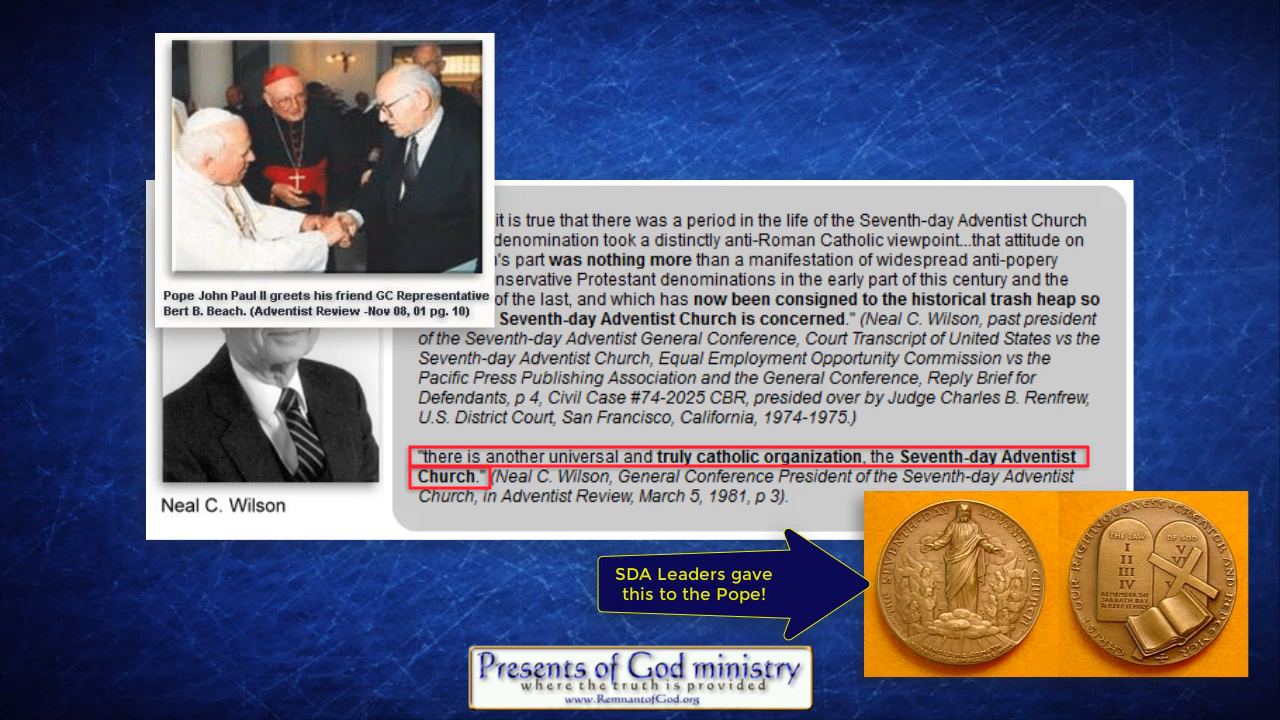 Pope John Paul II greets his friend GC Representative
Bert B. Beach. (Adventist Review -Nov 08, 01 pg. 10)
it is true that there was a period in the life of the Seventh-day Adventist Church
denomination took a distinctly anti-Roman Catholic viewpoint...that attitude on
's part was nothing more than a manifestation of widespread anti-popery
nservative Protestant denominations in the early part of this century and the
of the last, and which has now been consigned to the historical trash heap so
Seventh-day Adventist Church is concerned." (Neal C. Wilson, past president
of the Seventh-day Adventist General Conference, Court Transcript of United States vs the
Seventh-day Adventist Church, Equal Employment Opportunity Commission vs the
Pacific Press Publishing Association and the General Conference, Reply Brief for
Defendants, p 4, Civil Case #74-2025 CBR, presided over by Judge Charles B. Renfrew,
U.S. District Court, San Francisco, California, 1974-1975.)
"there is another universal and truly catholic organization, the Seventh-day Adventist
Church." (Neal C. Wilson, General Conference President of the Seventh-day Adventist
Church, in Adventist Review, March 5, 1981, p 3).
Neal C. Wilson
SDA Leaders gave
this to the Pope!
THE SEVENTH-DAY ADVENTIST CHURCH
CHRIST OUR RIGHTEOUSNESS · CREATOR AND REDEEMER
THE LAW OF GOD
I
II
III
IV
V
VI
REMEMBER THE
SABBATH DAY
TO KEEP IT HOLY
Presents of God ministry
where the truth is provided
www.RemnantofGod.org